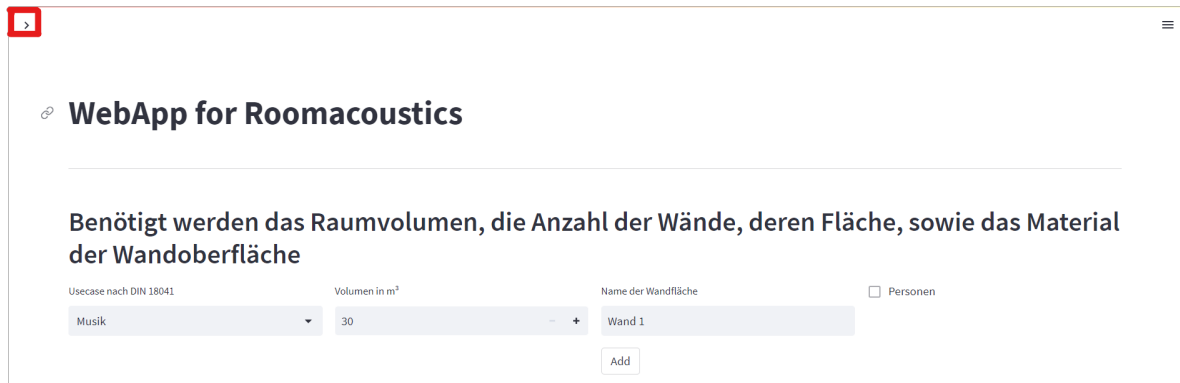 WebApp for Roomacoustics
Benötigt werden das Raumvolumen, die Anzahl der Wände, deren Fläche, sowie das Material
der Wandoberfläche
Usecase nach DIN 18041
Volumen in m³
Name der Wandfläche
Personen
Musik
30
Wand 1
Add